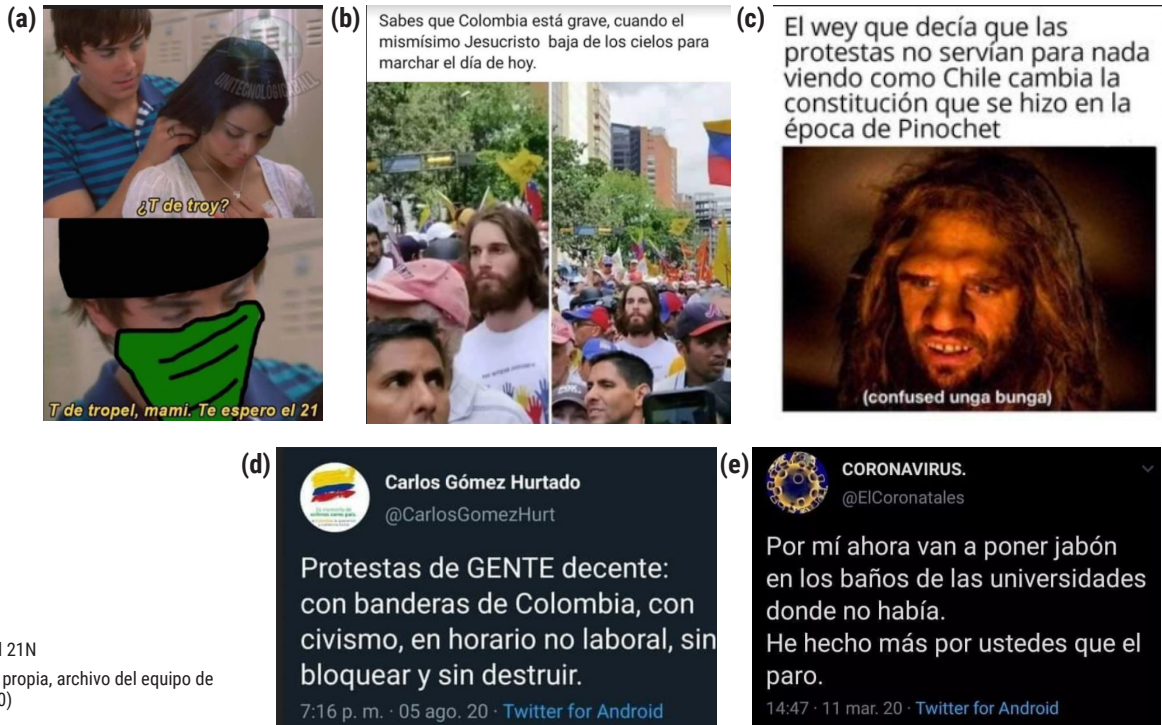 (a)
UNITECNOLÓGICABALL
¿T de troy?
T de tropel, mami. Te espero el 21
(b)
Sabes que Colombia está grave, cuando el
mismísimo Jesucristo baja de los cielos para
marchar el día de hoy.
(c)
El wey que decía que las
protestas no servían para nada
viendo como Chile cambia la
constitución que se hizo en la
época de Pinochet
(confused unga bunga)
(d)
Carlos Gómez Hurtado
@CarlosGomezHurt
Protestas de GENTE decente:
con banderas de Colombia, con
civismo, en horario no laboral, sin
bloquear y sin destruir.
7:16 p. m. · 05 ago. 20 · Twitter for Android
(e)
CORONAVIRUS.
@ElCoronatales
Por mí ahora van a poner jabón
en los baños de las universidades
donde no había.
He hecho más por ustedes que el
paro.
14:47 · 11 mar. 20 · Twitter for Android
21N
propia, archivo del equipo de
0)